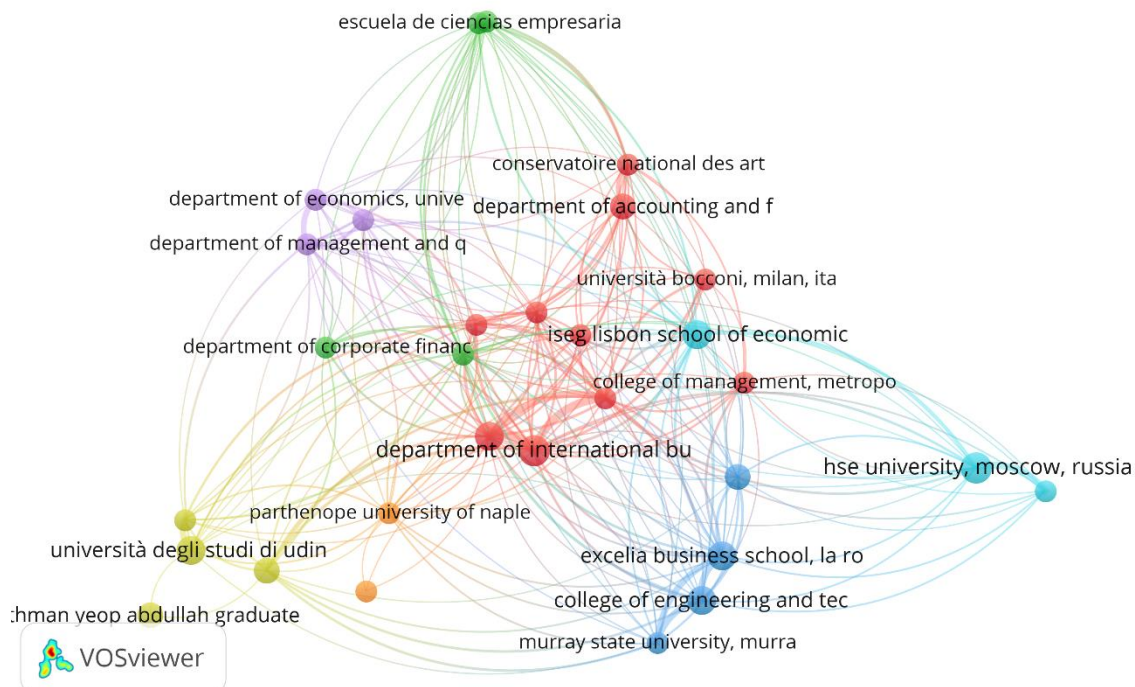 escuela de ciencias empresaria
conservatoire national des art
department of economics, unive
department of accounting and f
department of management and q
università bocconi, milan, ita
iseg lisbon school of economic
department of corporate financ
college of management, metropo
department of international bu
hse university, moscow, russia
parthenope university of naple
università degli studi di udin
excelia business school, la ro
college of engineering and tec
thman yeop abdullah graduate
murray state university, murra
VOSviewer